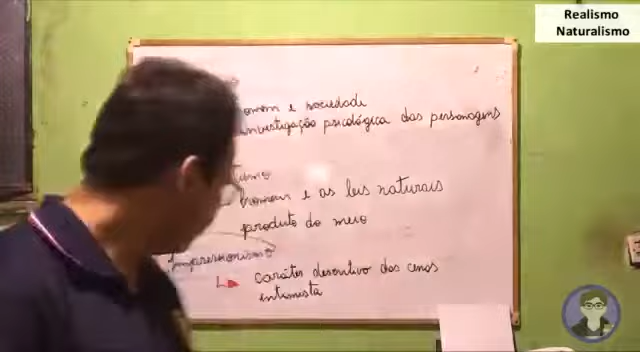 Realismo
Naturalismo
omem e sociedade
investigação psicológica das personagens
homem e as leis naturais
produto do meio
Impressionismo
caráter descritivo das cenas
intimista